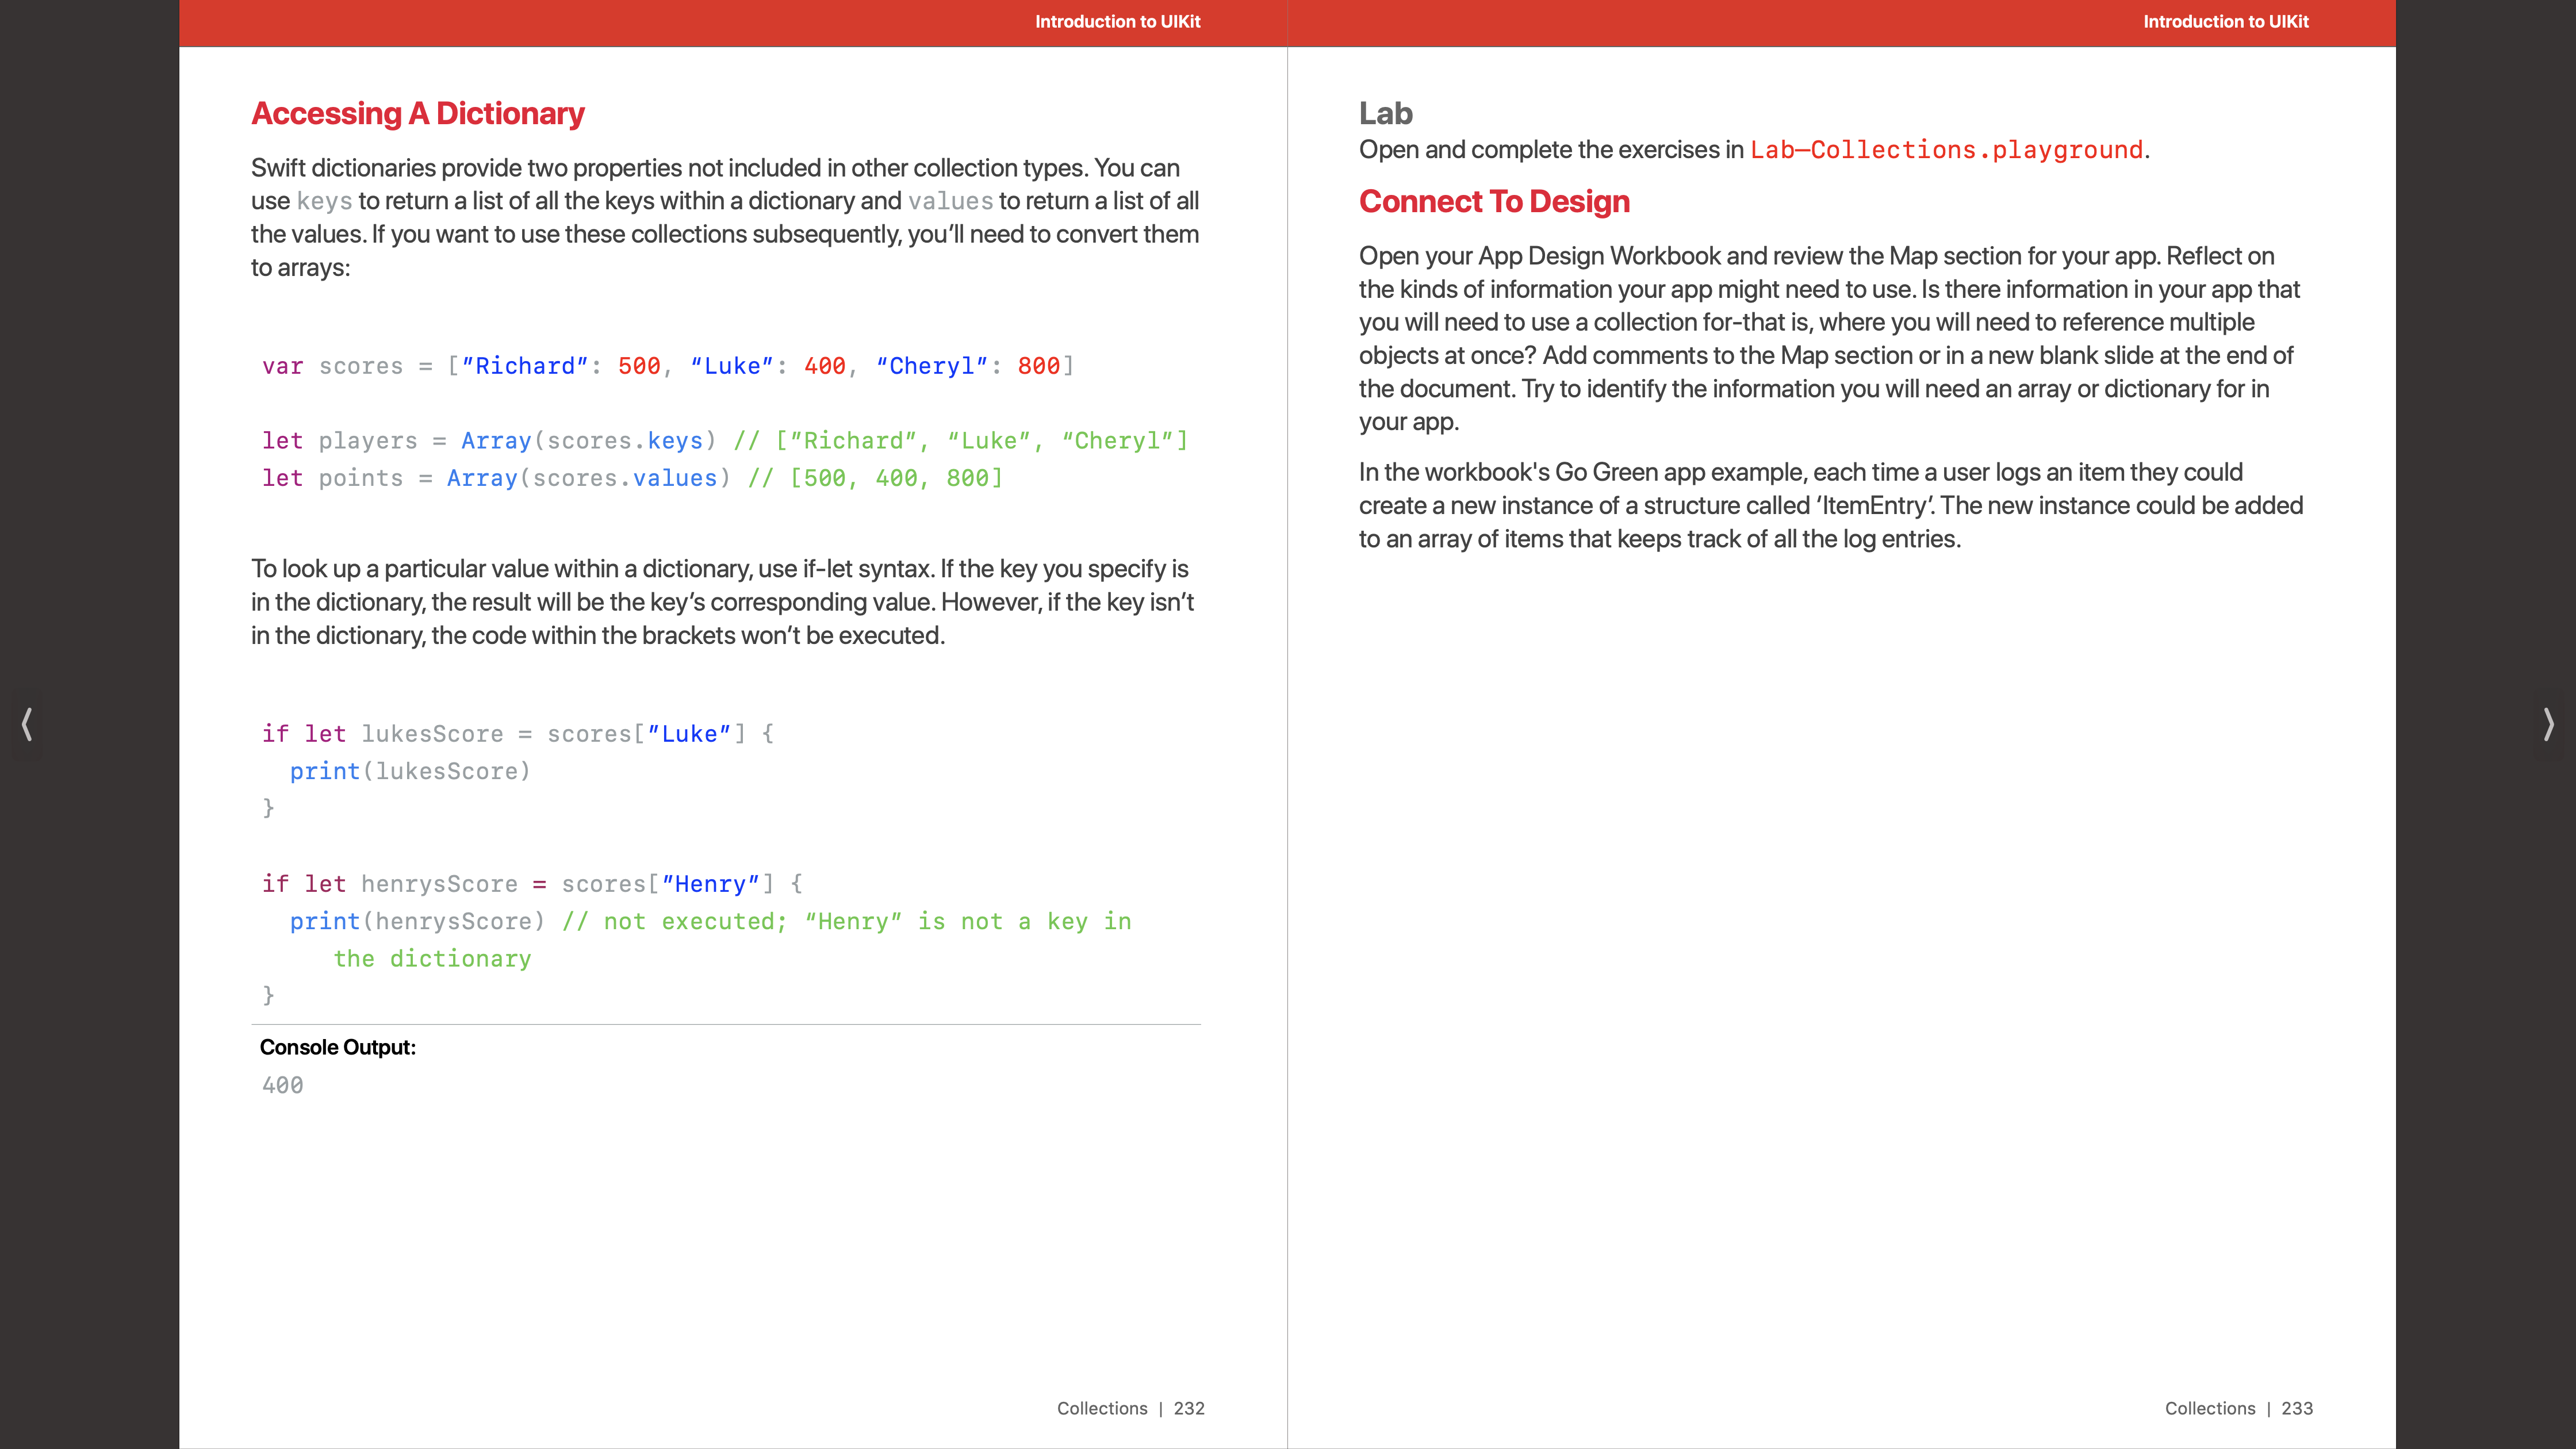 Introduction to UIKit
Accessing A Dictionary
Swift dictionaries provide two properties not included in other collection types. You can
use keys to return a list of all the keys within a dictionary and values to return a list of all
the values. If you want to use these collections subsequently, you’ll need to convert them
to arrays:
var scores = [”Richard”: 500, “Luke”: 400, “Cheryl”: 800]
let players = Array(scores.keys) // [”Richard”, “Luke”, “Cheryl”]
let points = Array(scores.values) // [500, 400, 800]
To look up a particular value within a dictionary, use if-let syntax. If the key you specify is
in the dictionary, the result will be the key’s corresponding value. However, if the key isn’t
in the dictionary, the code within the brackets won’t be executed.
if let lukesScore = scores[”Luke”] {
print(lukesScore)
}
if let henrysScore = scores[”Henry”] {
print(henrysScore) // not executed; “Henry” is not a key in
the dictionary
}
Console Output:
400
Collections | 232
Introduction to UIKit
Lab
Open and complete the exercises in Lab—Collections.playground.
Connect To Design
Open your App Design Workbook and review the Map section for your app. Reflect on
the kinds of information your app might need to use. Is there information in your app that
you will need to use a collection for-that is, where you will need to reference multiple
objects at once? Add comments to the Map section or in a new blank slide at the end of
the document. Try to identify the information you will need an array or dictionary for in
your app.
In the workbook's Go Green app example, each time a user logs an item they could
create a new instance of a structure called ‘ItemEntry’. The new instance could be added
to an array of items that keeps track of all the log entries.
Collections | 233